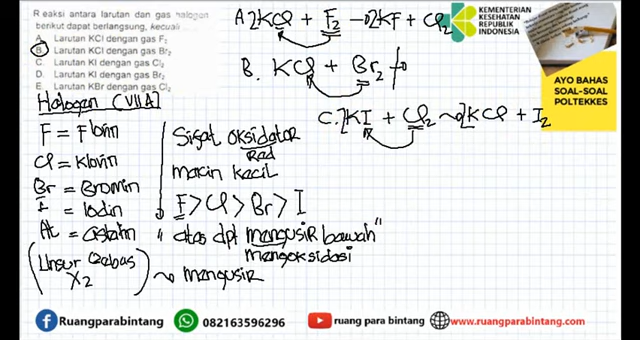 Reaksi antara larutan dan gas halogen
berikut dapat berlangsung, kecuali ....
A. Larutan KCl dengan gas F₂
B. Larutan KCl dengan gas Br₂
C. Larutan KI dengan gas Cl₂
D. Larutan KI dengan gas Br₂
E. Larutan KBr dengan gas Cl₂
A 2KCl + F₂ → 2KF + Cl₂
B. KCl + Br₂
C. 2KI + Cl₂ → 2KCl + I₂
KEMENTERIAN
KESEHATAN
REPUBLIK
INDONESIA
AYO BAHAS
SOAL-SOAL
POLTEKKES
Halogen (VIIA)
F = Florin
Cl = Klorin
Br = Bromin
I = Iodin
At = astatin
(Unsur Bebas
X₂) → mengusir
Sifat oksidator
Rad
makin kecil
F > Cl > Br > I
"atas dpt mengusir bawah"
mengoksidasi
Ruangparabintang
082163596296
ruang para bintang
www.ruangparabintang.com